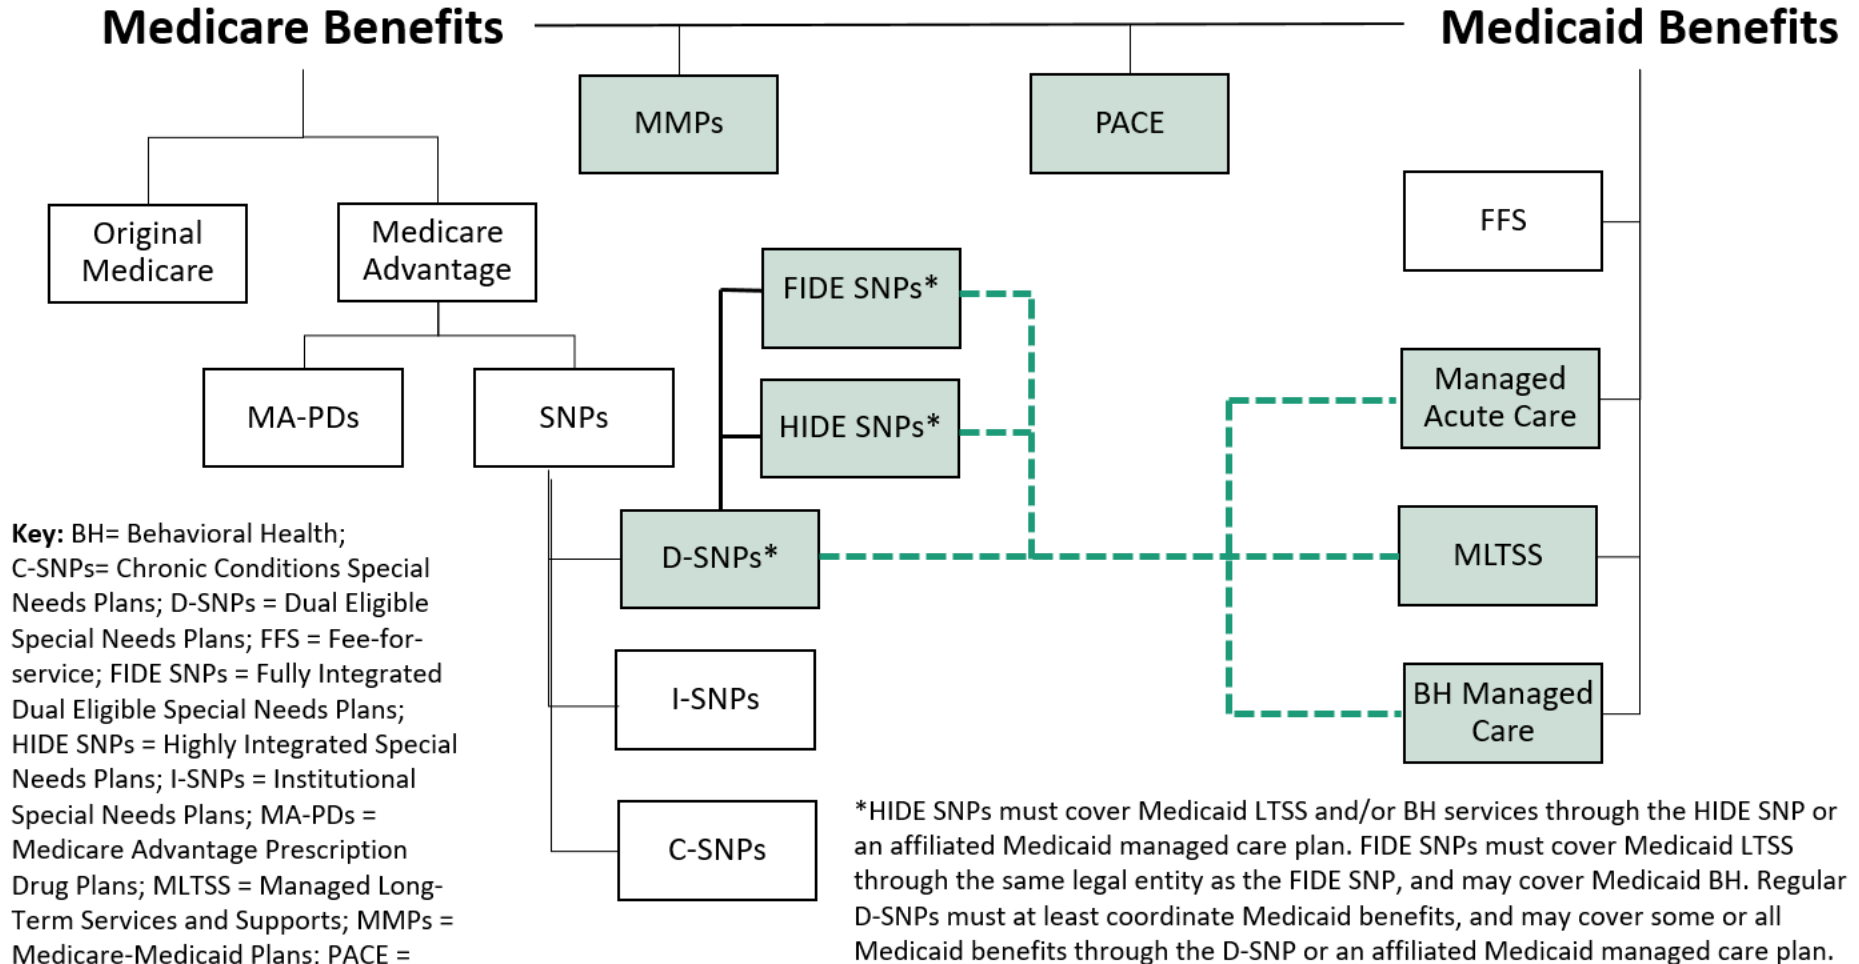 Medicare Benefits
Medicaid Benefits
MMPs
PACE
Original
Medicare
Medicare
Advantage
FFS
FIDE SNPs*
MA-PDs
SNPs
HIDE SNPs*
Managed
Acute Care
D-SNPs*
MLTSS
I-SNPs
BH Managed
Care
C-SNPs
Key: BH= Behavioral Health;
C-SNPs= Chronic Conditions Special
Needs Plans; D-SNPs = Dual Eligible
Special Needs Plans; FFS = Fee-for-
service; FIDE SNPs = Fully Integrated
Dual Eligible Special Needs Plans;
HIDE SNPs = Highly Integrated Special
Needs Plans; I-SNPs = Institutional
Special Needs Plans; MA-PDs =
Medicare Advantage Prescription
Drug Plans; MLTSS = Managed Long-
Term Services and Supports; MMPs =
Medicare-Medicaid Plans; PACE =
*HIDE SNPs must cover Medicaid LTSS and/or BH services through the HIDE SNP or
an affiliated Medicaid managed care plan. FIDE SNPs must cover Medicaid LTSS
through the same legal entity as the FIDE SNP, and may cover Medicaid BH. Regular
D-SNPs must at least coordinate Medicaid benefits, and may cover some or all
Medicaid benefits through the D-SNP or an affiliated Medicaid managed care plan.